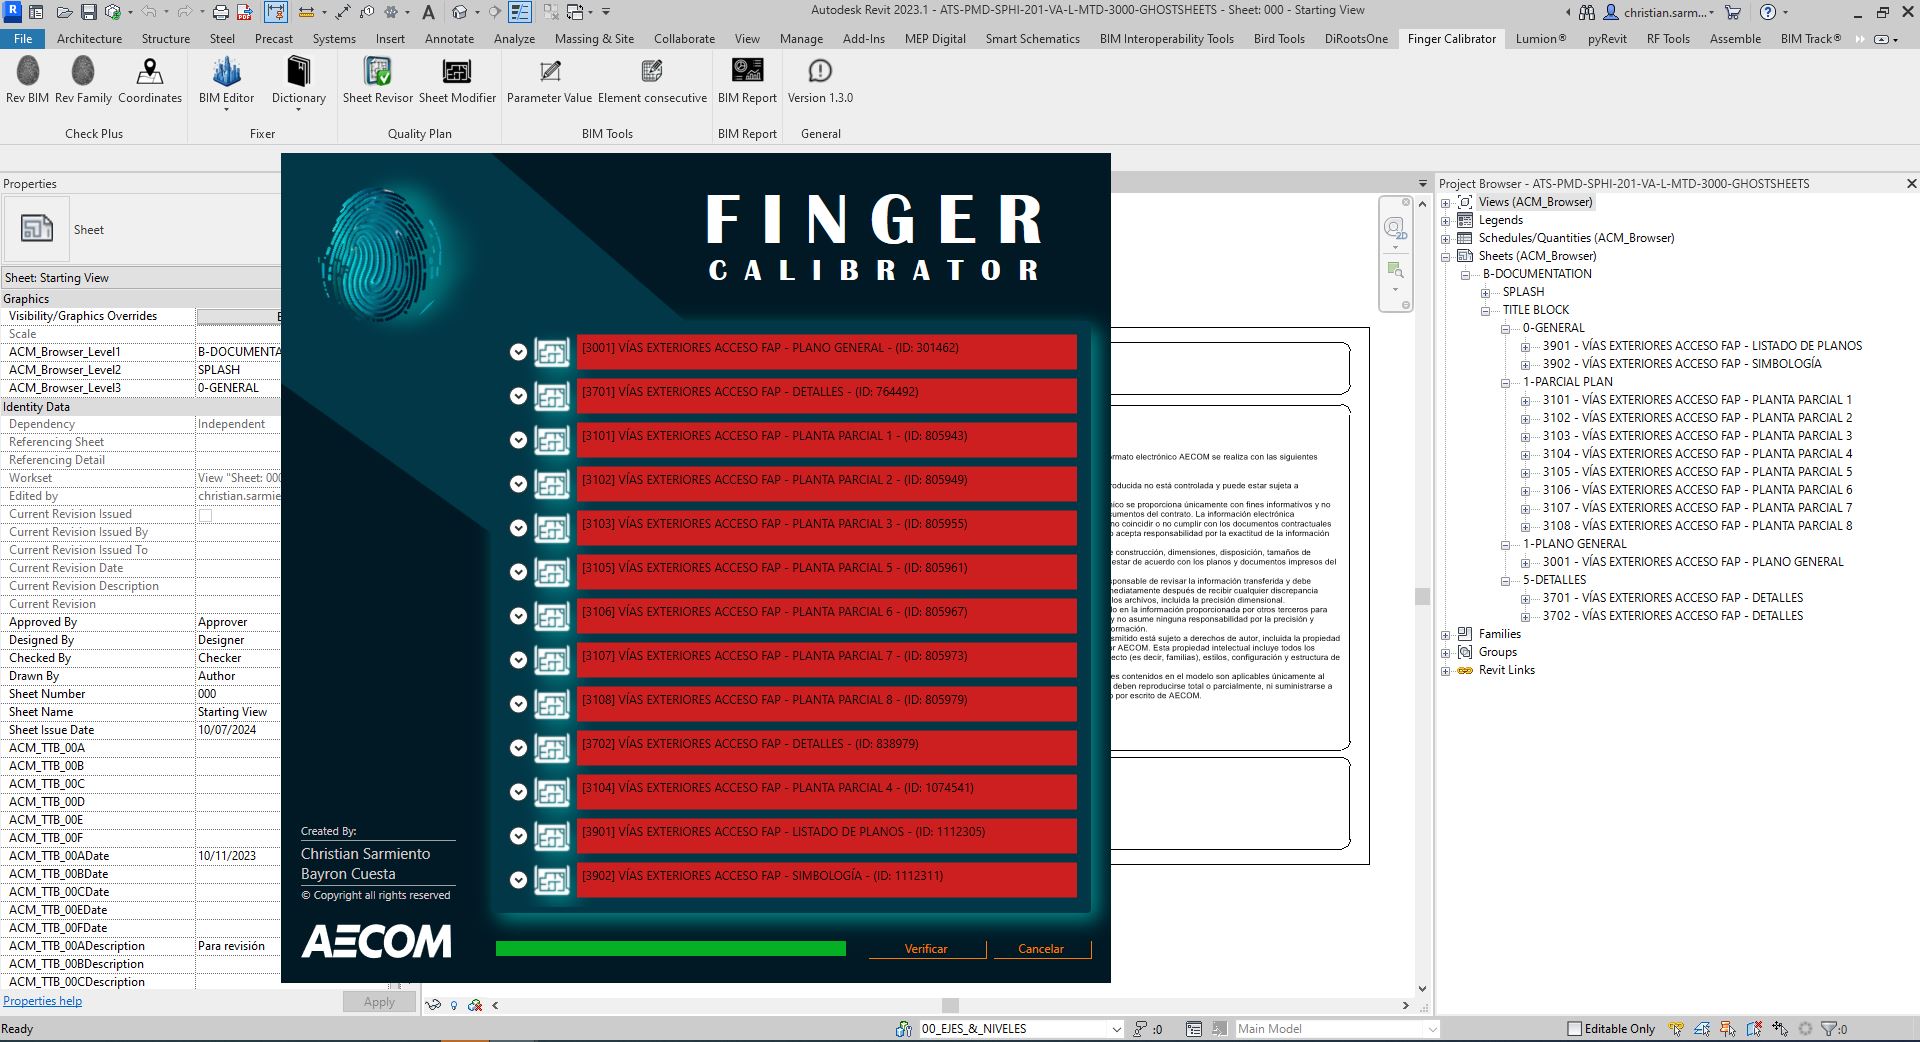 Autodesk Revit 2023.1 - ATS-PMD-SPHI-201-VA-L-MTD-3000-GHOSTSHEETS - Sheet: 000 - Starting View
christian.sarm...
File Architecture Structure Steel Precast Systems Insert Annotate Analyze Massing & Site Collaborate View Manage Add-Ins MEP Digital Smart Schematics BIM Interoperability Tools Bird Tools DiRootsOne Finger Calibrator Lumion® pyRevit RF Tools Assemble BIM Track®
Rev BIM Rev Family Coordinates BIM Editor Dictionary Sheet Revisor Sheet Modifier Parameter Value Element consecutive BIM Report Version 1.3.0
Check Plus Fixer Quality Plan BIM Tools BIM Report General
Properties
Sheet
Sheet: Starting View
Graphics
Visibility/Graphics Overrides E
Scale
ACM_Browser_Level1 B-DOCUMENTA
ACM_Browser_Level2 SPLASH
ACM_Browser_Level3 0-GENERAL
Identity Data
Dependency Independent
Referencing Sheet
Referencing Detail
Workset View "Sheet: 000
Edited by christian.sarmie
Current Revision Issued
Current Revision Issued By
Current Revision Issued To
Current Revision Date
Current Revision Description
Current Revision
Approved By Approver
Designed By Designer
Checked By Checker
Drawn By Author
Sheet Number 000
Sheet Name Starting View
Sheet Issue Date 10/07/2024
ACM_TTB_00A
ACM_TTB_00B
ACM_TTB_00C
ACM_TTB_00D
ACM_TTB_00E
ACM_TTB_00F
ACM_TTB_00ADate 10/11/2023
ACM_TTB_00BDate
ACM_TTB_00CDate
ACM_TTB_00EDate
ACM_TTB_00FDate
ACM_TTB_00ADescription Para revisión
ACM_TTB_00BDescription
ACM_TTB_00CDescription
Properties help Apply
FINGER
CALIBRATOR
[3001] VÍAS EXTERIORES ACCESO FAP - PLANO GENERAL - (ID: 301462)
[3701] VÍAS EXTERIORES ACCESO FAP - DETALLES - (ID: 764492)
[3101] VÍAS EXTERIORES ACCESO FAP - PLANTA PARCIAL 1 - (ID: 805943)
[3102] VÍAS EXTERIORES ACCESO FAP - PLANTA PARCIAL 2 - (ID: 805949)
[3103] VÍAS EXTERIORES ACCESO FAP - PLANTA PARCIAL 3 - (ID: 805955)
[3105] VÍAS EXTERIORES ACCESO FAP - PLANTA PARCIAL 5 - (ID: 805961)
[3106] VÍAS EXTERIORES ACCESO FAP - PLANTA PARCIAL 6 - (ID: 805967)
[3107] VÍAS EXTERIORES ACCESO FAP - PLANTA PARCIAL 7 - (ID: 805973)
[3108] VÍAS EXTERIORES ACCESO FAP - PLANTA PARCIAL 8 - (ID: 805979)
[3702] VÍAS EXTERIORES ACCESO FAP - DETALLES - (ID: 838979)
[3104] VÍAS EXTERIORES ACCESO FAP - PLANTA PARCIAL 4 - (ID: 1074541)
[3901] VÍAS EXTERIORES ACCESO FAP - LISTADO DE PLANOS - (ID: 1112305)
[3902] VÍAS EXTERIORES ACCESO FAP - SIMBOLOGÍA - (ID: 1112311)
Created By:
Christian Sarmiento
Bayron Cuesta
© Copyright all rights reserved
AECOM
Verificar Cancelar
rmato electrónico AECOM se realiza con las siguientes
oducida no está controlada y puede estar sujeta a
nico se proporciona únicamente con fines informativos y no
cumentos del contrato. La información electrónica
no coincidir o no cumplir con los documentos contractuales
o acepta responsabilidad por la exactitud de la información
e construcción, dimensiones, disposición, tamaños de
estar de acuerdo con los planos y documentos impresos del
sponsable de revisar la información transferida y debe
mediatamente después de recibir cualquier discrepancia
los archivos, incluida la precisión dimensional.
do en la información proporcionada por otros terceros para
y no asume ninguna responsabilidad por la precisión y
ormación.
smitido está sujeto a derechos de autor, incluida la propiedad
r AECOM. Esta propiedad intelectual incluye todos los
ecto (es decir, familias), estilos, configuración y estructura de
es contenidos en el modelo son aplicables únicamente al
deben reproducirse total o parcialmente, ni suministrarse a
o por escrito de AECOM.
2D
Project Browser - ATS-PMD-SPHI-201-VA-L-MTD-3000-GHOSTSHEETS
Views (ACM_Browser)
Legends
Schedules/Quantities (ACM_Browser)
Sheets (ACM_Browser)
B-DOCUMENTATION
SPLASH
TITLE BLOCK
0-GENERAL
3901 - VÍAS EXTERIORES ACCESO FAP - LISTADO DE PLANOS
3902 - VÍAS EXTERIORES ACCESO FAP - SIMBOLOGÍA
1-PARCIAL PLAN
3101 - VÍAS EXTERIORES ACCESO FAP - PLANTA PARCIAL 1
3102 - VÍAS EXTERIORES ACCESO FAP - PLANTA PARCIAL 2
3103 - VÍAS EXTERIORES ACCESO FAP - PLANTA PARCIAL 3
3104 - VÍAS EXTERIORES ACCESO FAP - PLANTA PARCIAL 4
3105 - VÍAS EXTERIORES ACCESO FAP - PLANTA PARCIAL 5
3106 - VÍAS EXTERIORES ACCESO FAP - PLANTA PARCIAL 6
3107 - VÍAS EXTERIORES ACCESO FAP - PLANTA PARCIAL 7
3108 - VÍAS EXTERIORES ACCESO FAP - PLANTA PARCIAL 8
1-PLANO GENERAL
3001 - VÍAS EXTERIORES ACCESO FAP - PLANO GENERAL
5-DETALLES
3701 - VÍAS EXTERIORES ACCESO FAP - DETALLES
3702 - VÍAS EXTERIORES ACCESO FAP - DETALLES
Families
Groups
Revit Links
Ready 00_EJES_&_NIVELES :0 Main Model Editable Only :0